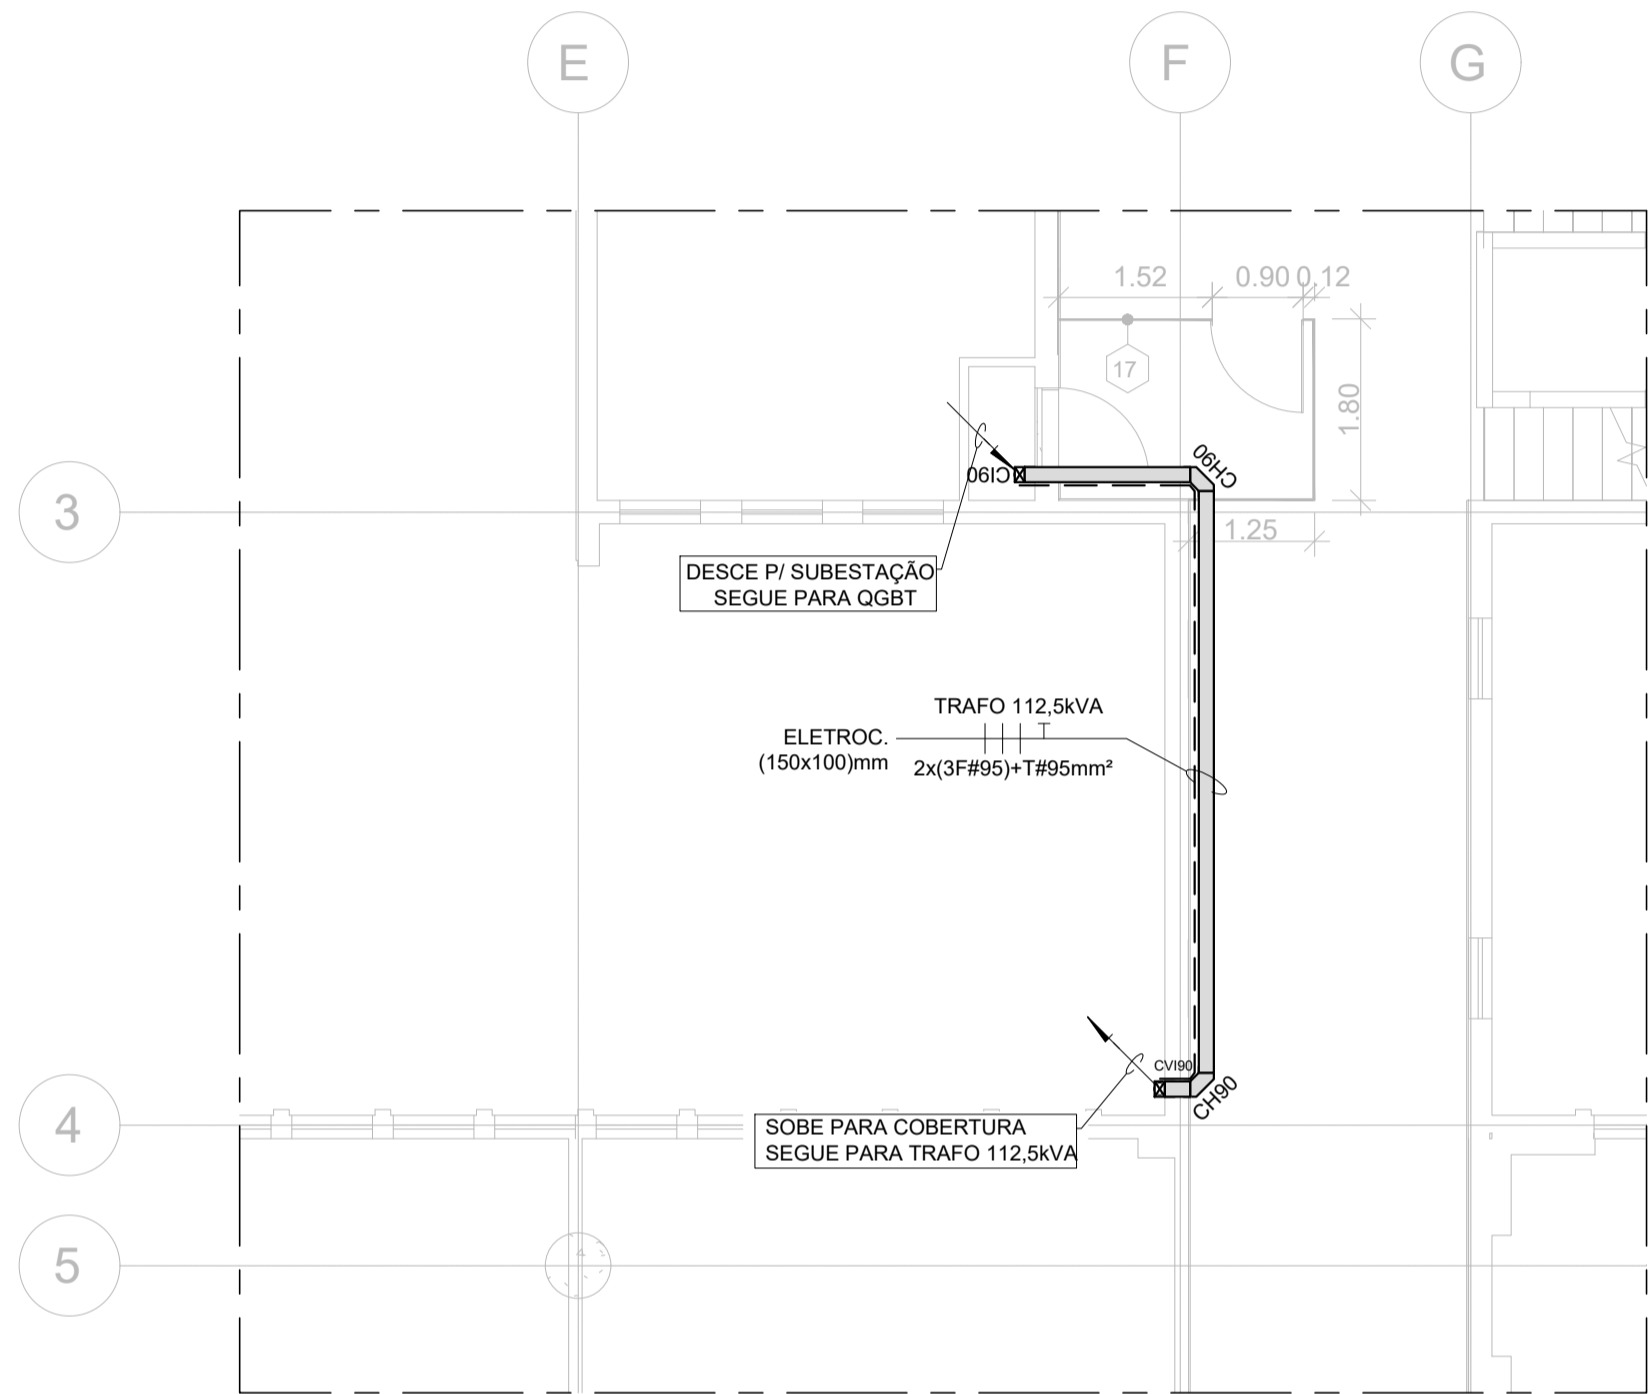 E
F
G
1.52
0.90
0.12
17
1.80
CH90
CI90
3
1.25
DESCE P/ SUBESTAÇÃO
SEGUE PARA QGBT
TRAFO 112,5kVA
ELETROC.
(150x100)mm
2x(3F#95)+T#95mm²
CVI90
CH90
4
SOBE PARA COBERTURA
SEGUE PARA TRAFO 112,5kVA
5